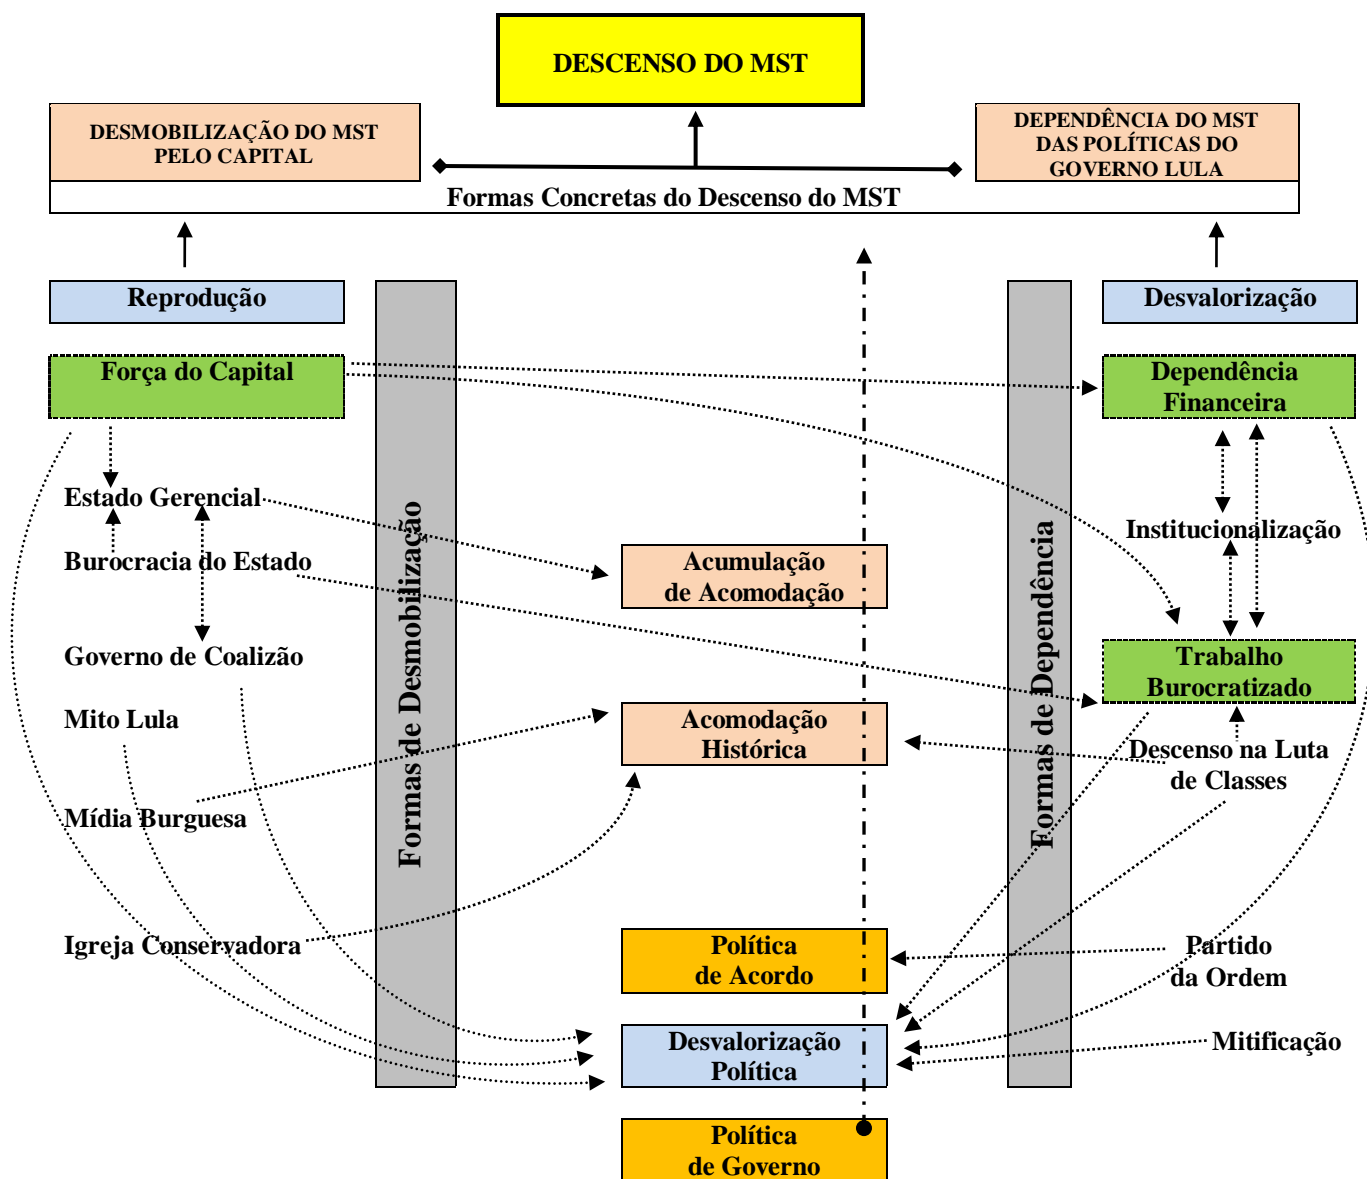 DESCENSO DO MST
DESMOBILIZAÇÃO DO MST
PELO CAPITAL
DEPENDÊNCIA DO MST
DAS POLÍTICAS DO
GOVERNO LULA
Formas Concretas do Descenso do MST
Reprodução
Desvalorização
Força do Capital
Dependência
Financeira
Estado Gerencial
Institucionalização
Burocracia do Estado
Acumulação
de Acomodação
Governo de Coalizão
Trabalho
Burocratizado
Mito Lula
Acomodação
Histórica
Descenso na Luta
de Classes
Mídia Burguesa
Formas de Desmobilização
Formas de Dependência
Igreja Conservadora
Política
de Acordo
Partido
da Ordem
Desvalorização
Política
Mitificação
Política
de Governo